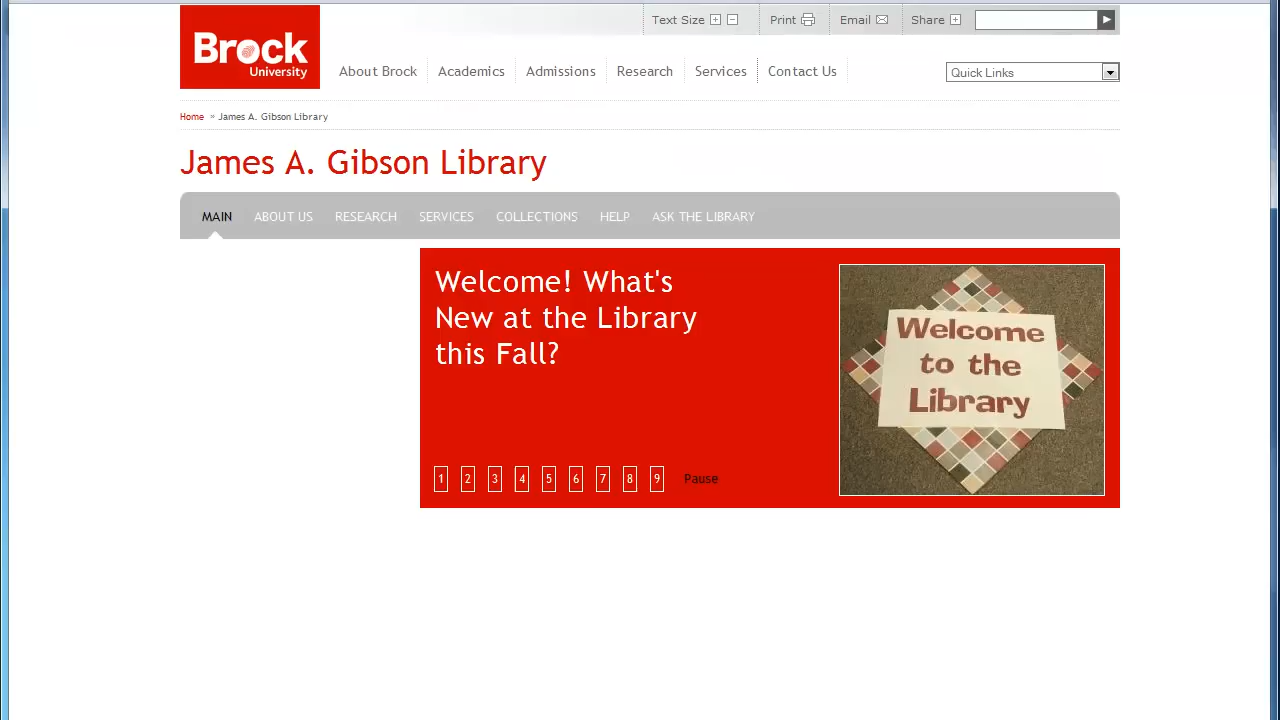 Text Size
Print
Email
Share
Brock
University
About Brock
Academics
Admissions
Research
Services
Contact Us
Quick Links
Home » James A. Gibson Library
James A. Gibson Library
MAIN
ABOUT US
RESEARCH
SERVICES
COLLECTIONS
HELP
ASK THE LIBRARY
Welcome! What's
New at the Library
this Fall?
1 2 3 4 5 6 7 8 9 Pause
Welcome
to the
Library